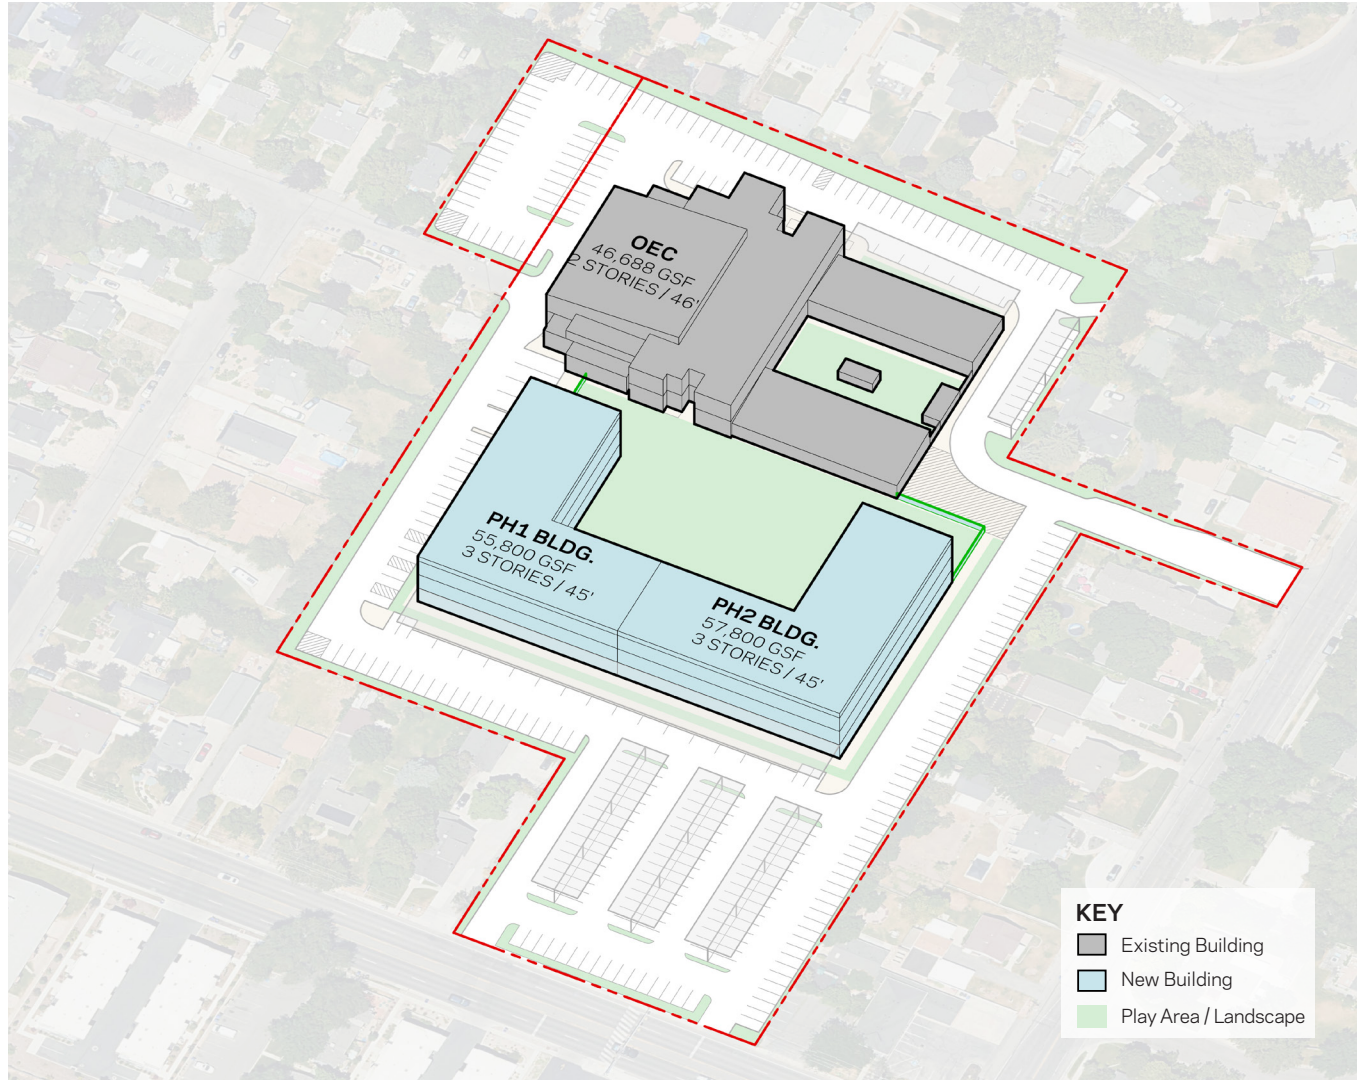 OEC
46,688 GSF
2 STORIES / 46'
PH1 BLDG.
55,800 GSF
3 STORIES / 45'
PH2 BLDG.
57,800 GSF
3 STORIES / 45'
KEY
Existing Building
New Building
Play Area / Landscape